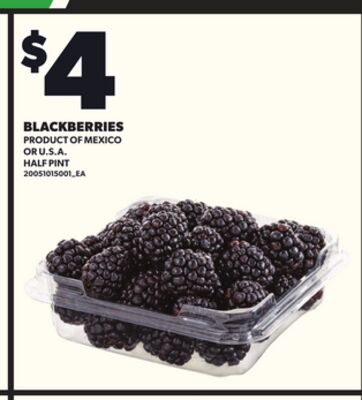 $4
BLACKBERRIES
PRODUCT OF MEXICO
OR U.S.A.
HALF PINT
20051015001_EA